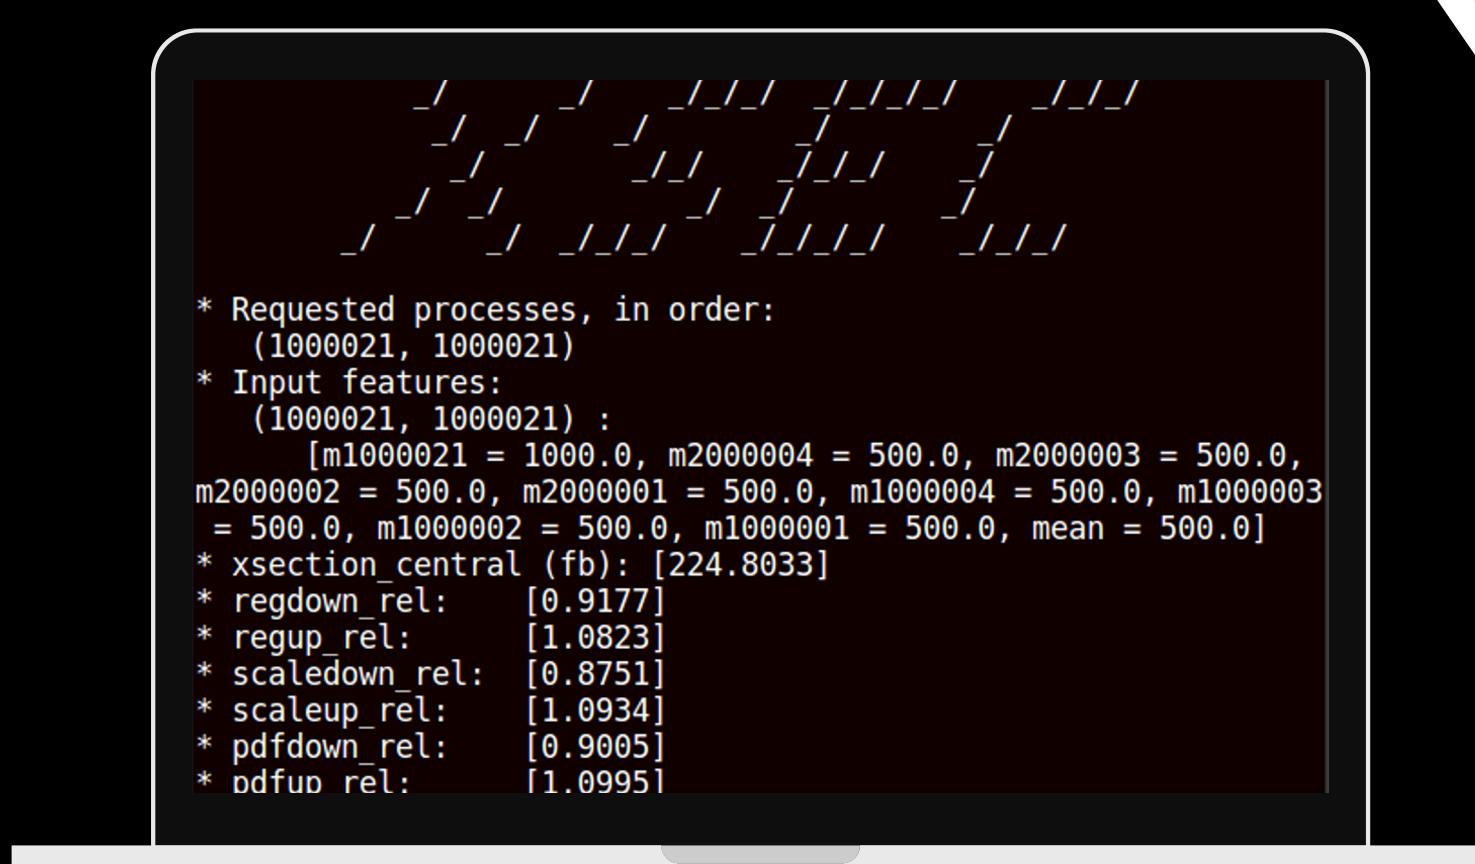 XSEC
* Requested processes, in order:
(1000021, 1000021)
* Input features:
(1000021, 1000021) :
[m1000021 = 1000.0, m2000004 = 500.0, m2000003 = 500.0,
m2000002 = 500.0, m2000001 = 500.0, m1000004 = 500.0, m1000003
= 500.0, m1000002 = 500.0, m1000001 = 500.0, mean = 500.0]
* xsection_central (fb): [224.8033]
* regdown_rel: [0.9177]
* regup_rel: [1.0823]
* scaledown_rel: [0.8751]
* scaleup_rel: [1.0934]
* pdfdown_rel: [0.9005]
* pdfup_rel: [1.0995]